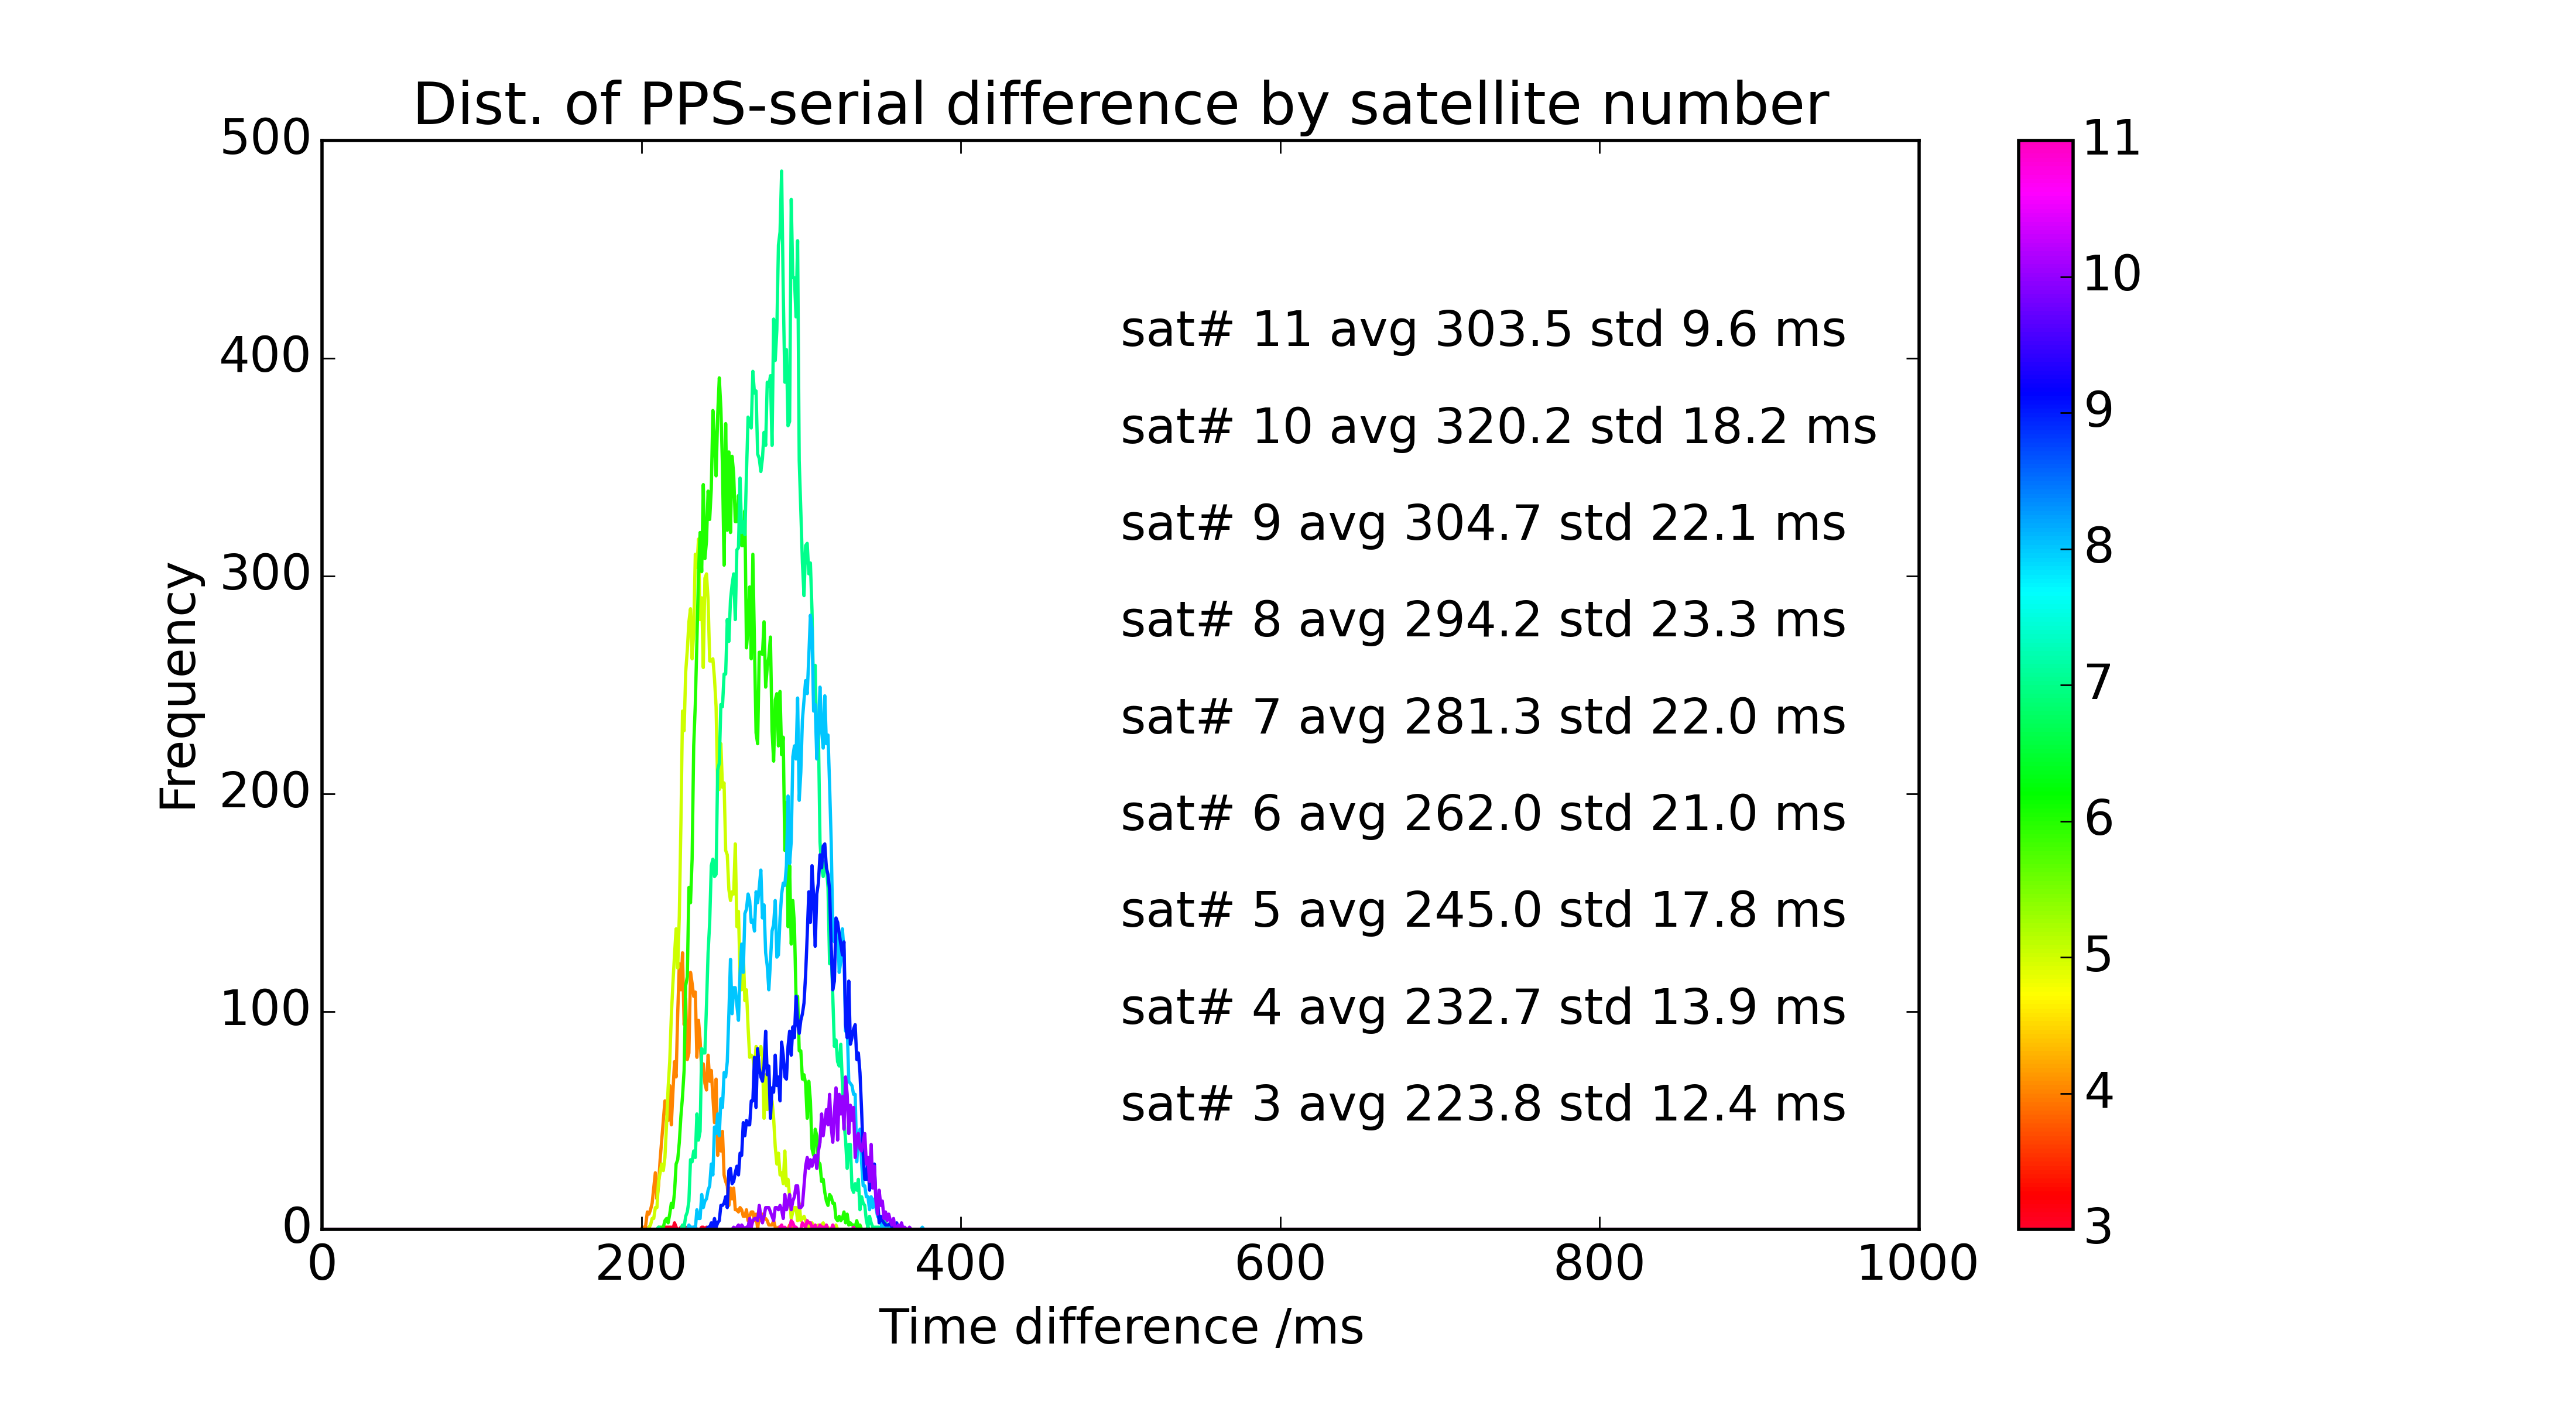 Dist. of PPS-serial difference by satellite number
500
400
300
200
100
0
Frequency
0 200 400 600 800 1000
Time difference /ms
sat# 11 avg 303.5 std 9.6 ms
sat# 10 avg 320.2 std 18.2 ms
sat# 9 avg 304.7 std 22.1 ms
sat# 8 avg 294.2 std 23.3 ms
sat# 7 avg 281.3 std 22.0 ms
sat# 6 avg 262.0 std 21.0 ms
sat# 5 avg 245.0 std 17.8 ms
sat# 4 avg 232.7 std 13.9 ms
sat# 3 avg 223.8 std 12.4 ms
11
10
9
8
7
6
5
4
3